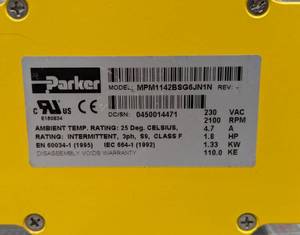 Parker
MODEL: MPM1142BSG6JN1N REV: -
c UL US
E180834
DC/SN: 0450014471
230 VAC
2100 RPM
AMBIENT TEMP. RATING: 25 Deg. CELSIUS, 4.7 A
RATING: INTERMITTENT, 3ph, S9, CLASS F 1.8 HP
EN 60034-1 (1995) IEC 664-1 (1992) 1.33 KW
DISASSEMBLY VOIDS WARRANTY 110.0 KE